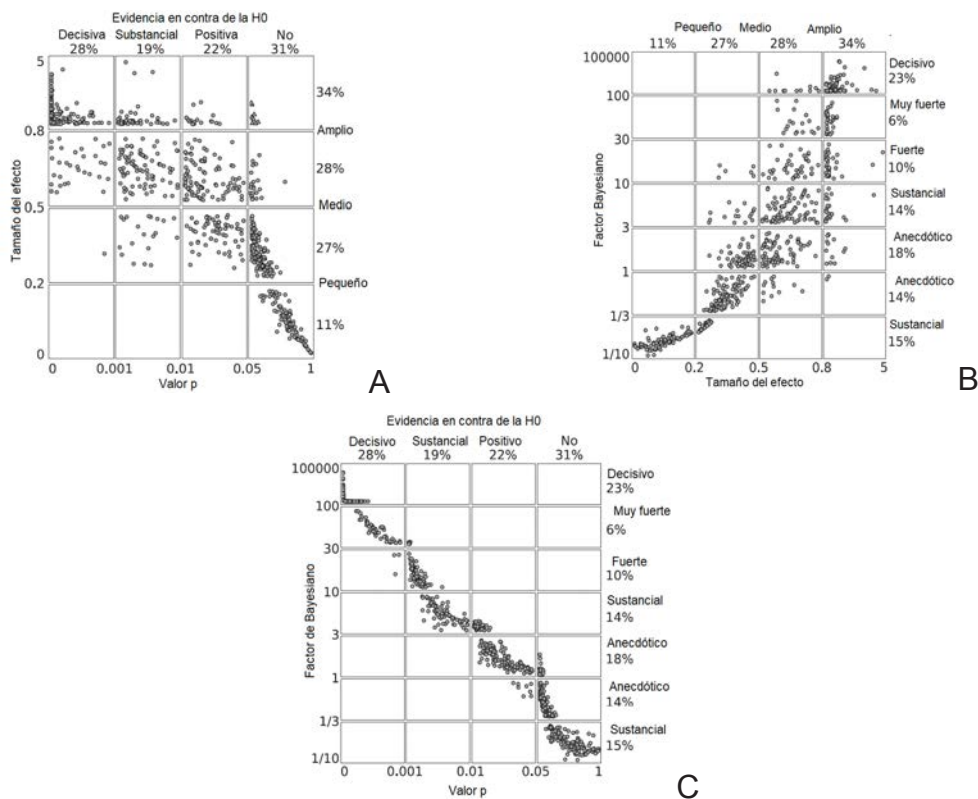 Evidencia en contra de la H0
Decisiva Substancial Positiva No
28% 19% 22% 31%
5
34%
0.8 Amplio
28%
Tamaño del efecto
0.5 Medio
27%
0.2 Pequeño
11%
0
0 0.001 0.01 0.05 1
Valor p
A
Pequeño Medio Amplio
11% 27% 28% 34%
100000
Decisivo
23%
100
Muy fuerte
6%
30
Fuerte
10%
10
Factor Bayesiano
Sustancial
14%
3
Anecdótico
18%
1
Anecdótico
14%
1/3
Sustancial
15%
1/10
0 0.2 0.5 0.8 5
Tamaño del efecto
B
Evidencia en contra de la H0
Decisivo Sustancial Positivo No
28% 19% 22% 31%
100000
Decisivo
23%
100
Muy fuerte
6%
30
Fuerte
10%
10
Factor de Bayesiano
Sustancial
14%
3
Anecdótico
18%
1
Anecdótico
14%
1/3
Sustancial
15%
1/10
0 0.001 0.01 0.05 1
Valor p
C